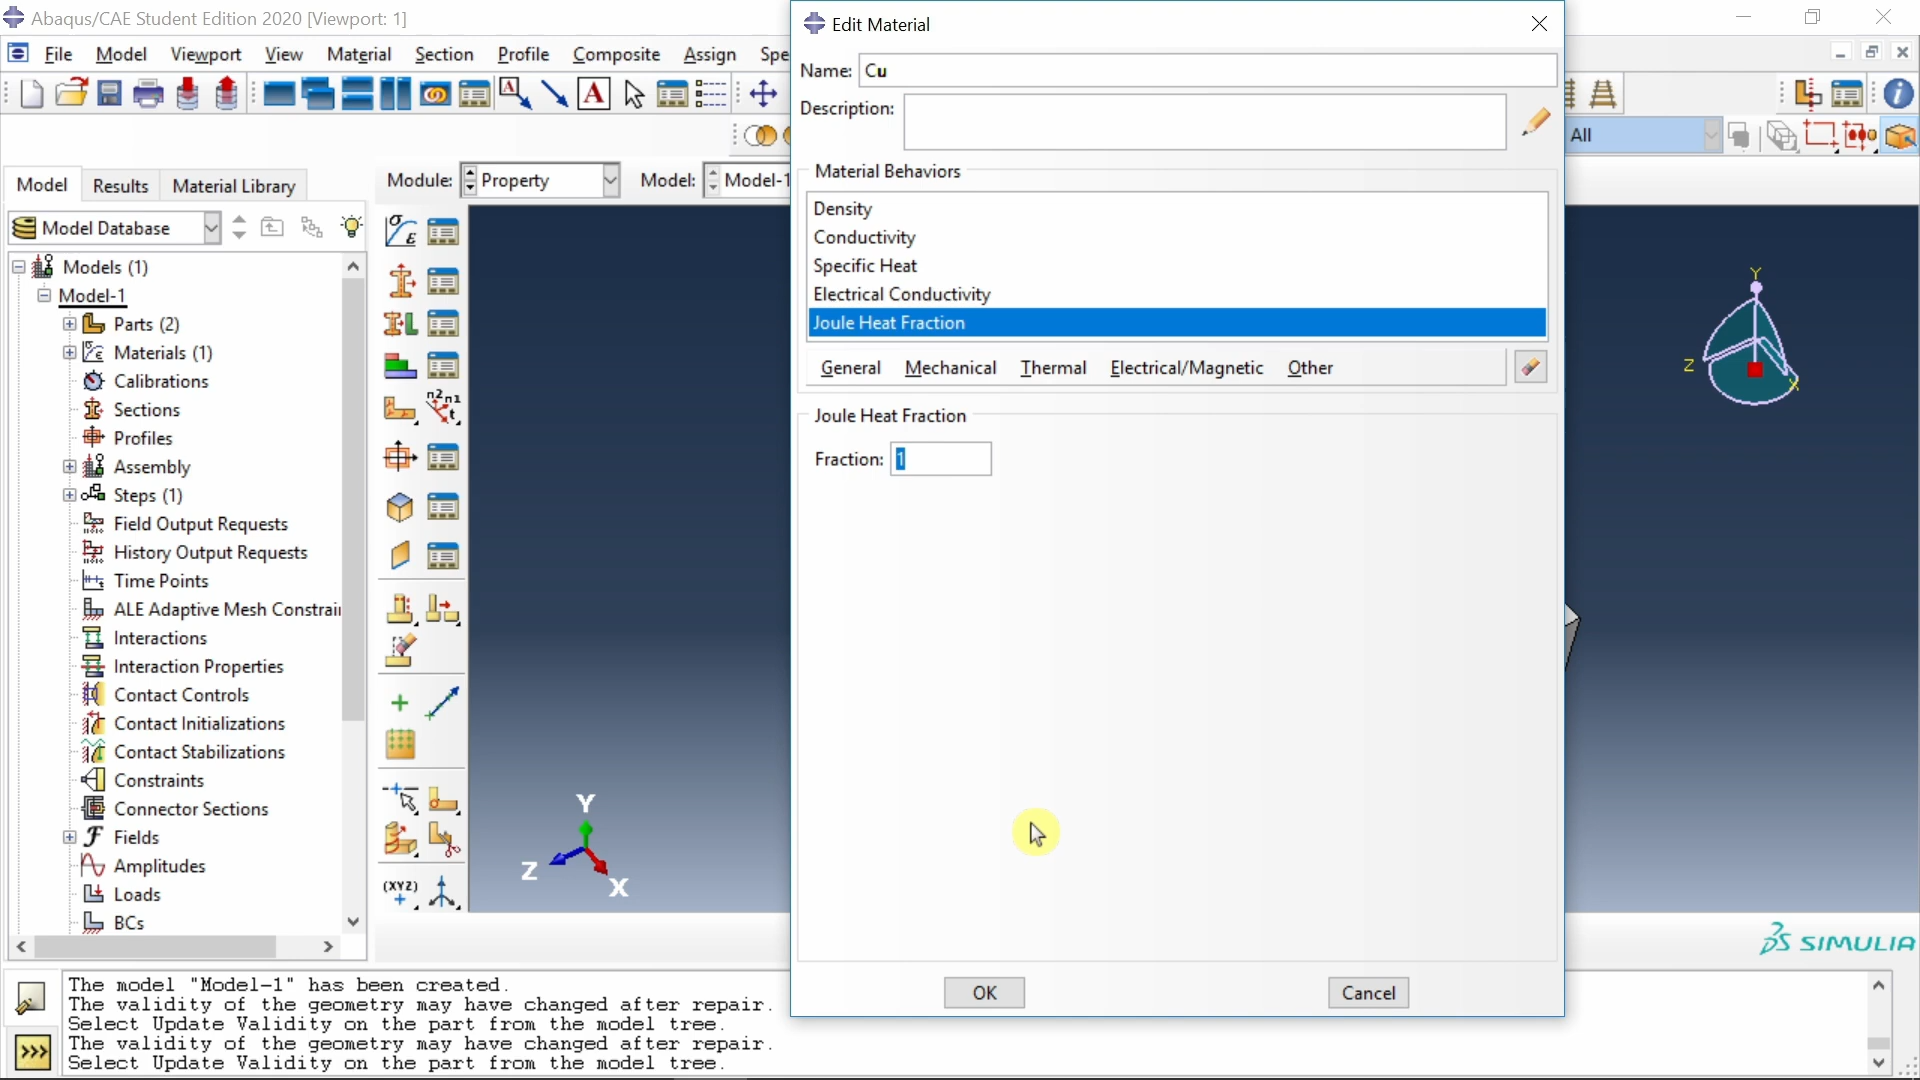 Abaqus/CAE Student Edition 2020 [Viewport: 1]
File Model Viewport View Material Section Profile Composite Assign Spe
A A
All
Module: Property Model: Model-1
Model Results Material Library
Model Database
Models (1)
Model-1
Parts (2)
Materials (1)
Calibrations
Sections
Profiles
Assembly
Steps (1)
Field Output Requests
History Output Requests
Time Points
ALE Adaptive Mesh Constrai
Interactions
Interaction Properties
Contact Controls
Contact Initializations
Contact Stabilizations
Constraints
Connector Sections
Fields
Amplitudes
Loads
BCs
σ ε
n2 n1 t
(XYZ)
Y
Z
X
Edit Material
Name: Cu
Description:
Material Behaviors
Density
Conductivity
Specific Heat
Electrical Conductivity
Joule Heat Fraction
General Mechanical Thermal Electrical/Magnetic Other
Joule Heat Fraction
Fraction: 1
OK Cancel
Y
Z
X
SIMULIA
The model "Model-1" has been created.
The validity of the geometry may have changed after repair.
Select Update Validity on the part from the model tree.
The validity of the geometry may have changed after repair.
Select Update Validity on the part from the model tree.
>>>